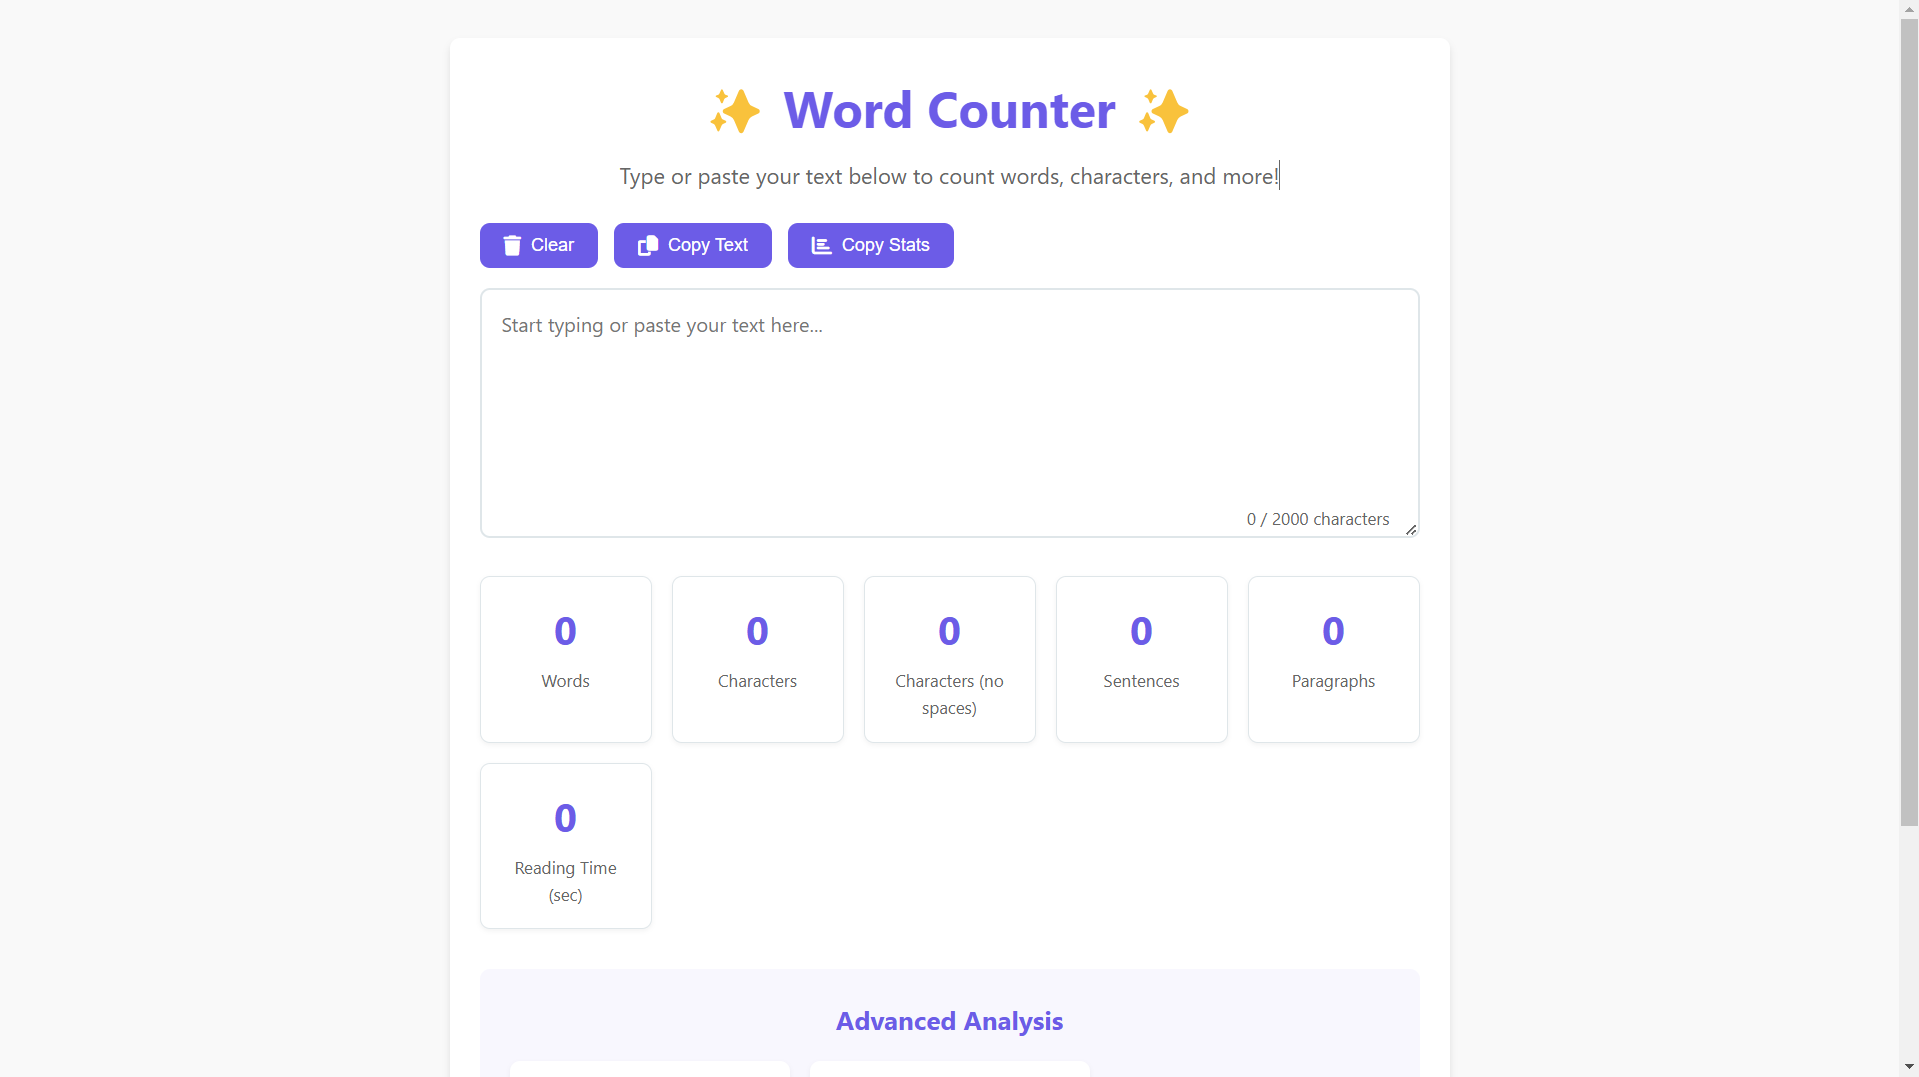 ✨ Word Counter ✨
Type or paste your text below to count words, characters, and more!
Clear
Copy Text
Copy Stats
Start typing or paste your text here...
0 / 2000 characters
0
Words
0
Characters
0
Characters (no
spaces)
0
Sentences
0
Paragraphs
0
Reading Time
(sec)
Advanced Analysis